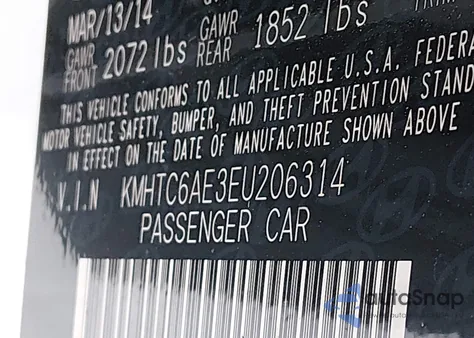 MAR/13/14
GAWR FRONT 2072 lbs GAWR REAR 1852 lbs
THIS VEHICLE CONFORMS TO ALL APPLICABLE U.S.A. FEDERA
MOTOR VEHICLE SAFETY, BUMPER, AND THEFT PREVENTION STAND
IN EFFECT ON THE DATE OF MANUFACTURE SHOWN ABOVE
V.I.N KMHTC6AE3EU206314
PASSENGER CAR
autoSnap